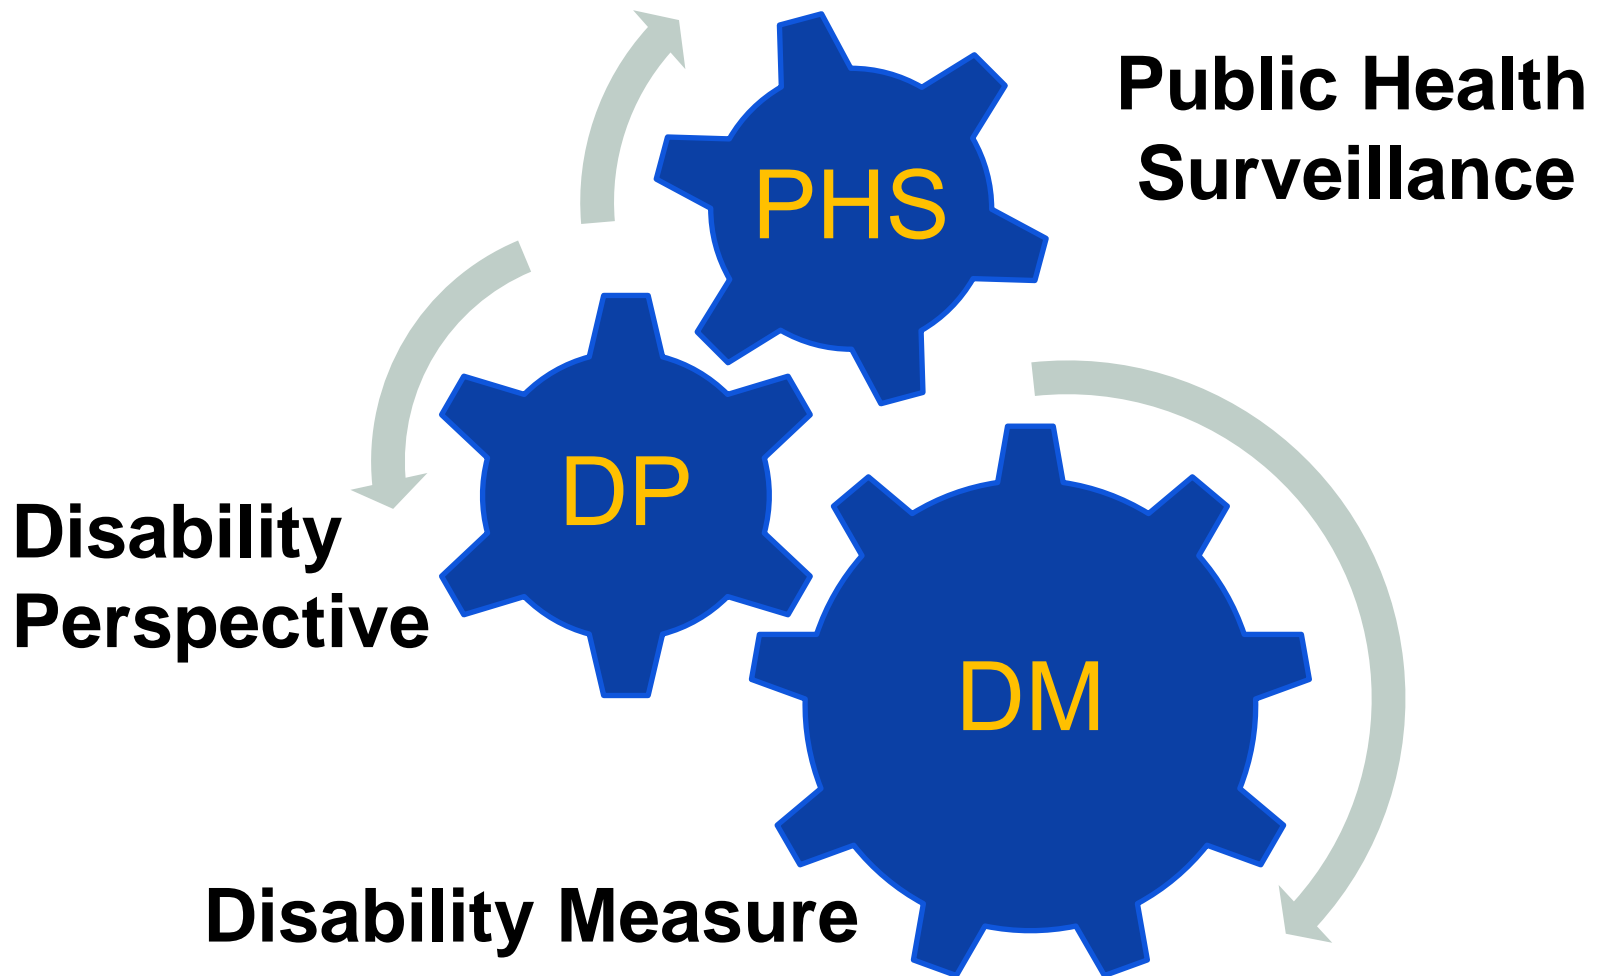 Public Health
Surveillance
PHS
DP
Disability
Perspective
DM
Disability Measure